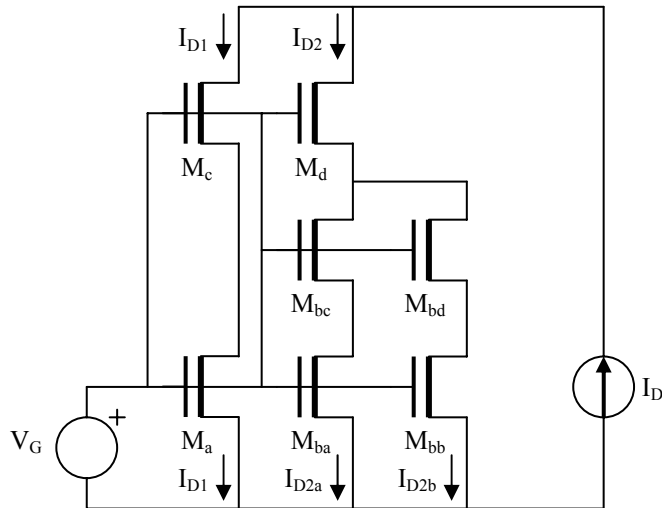 I_D1 I_D2
M_c M_d
M_bc M_bd
+
V_G M_a M_ba M_bb I_D
I_D1 I_D2a I_D2b